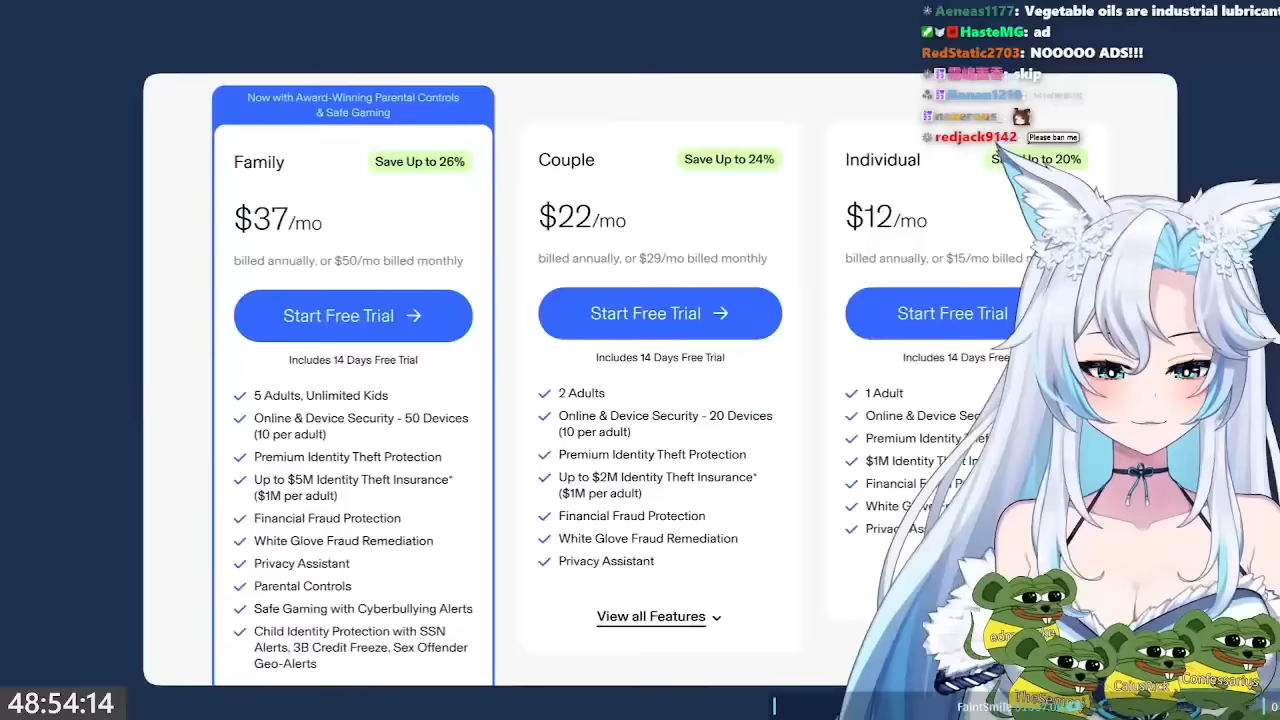 Aeneas1177: Vegetable oils are industrial lubricant
HasteMG: ad
RedStatic2703: NOOOOO ADS!!!
skip
redjack9142 Please ban me
Now with Award-Winning Parental Controls
& Safe Gaming
Family
Save Up to 26%
$37/mo
billed annually, or $50/mo billed monthly
Start Free Trial →
Includes 14 Days Free Trial
5 Adults, Unlimited Kids
Online & Device Security - 50 Devices
(10 per adult)
Premium Identity Theft Protection
Up to $5M Identity Theft Insurance*
($1M per adult)
Financial Fraud Protection
White Glove Fraud Remediation
Privacy Assistant
Parental Controls
Safe Gaming with Cyberbullying Alerts
Child Identity Protection with SSN
Alerts, 3B Credit Freeze, Sex Offender
Geo-Alerts
Couple
Save Up to 24%
$22/mo
billed annually, or $29/mo billed monthly
Start Free Trial →
Includes 14 Days Free Trial
2 Adults
Online & Device Security - 20 Devices
(10 per adult)
Premium Identity Theft Protection
Up to $2M Identity Theft Insurance*
($1M per adult)
Financial Fraud Protection
White Glove Fraud Remediation
Privacy Assistant
View all Features
Individual
Up to 20%
$12/mo
billed annually, or $15/mo billed
Start Free Trial
Includes 14 Days Free
1 Adult
Online & Device Sec
Premium Identity
$1M Identity
Financial
White
48:54:14
Confessarius
FaintSmile